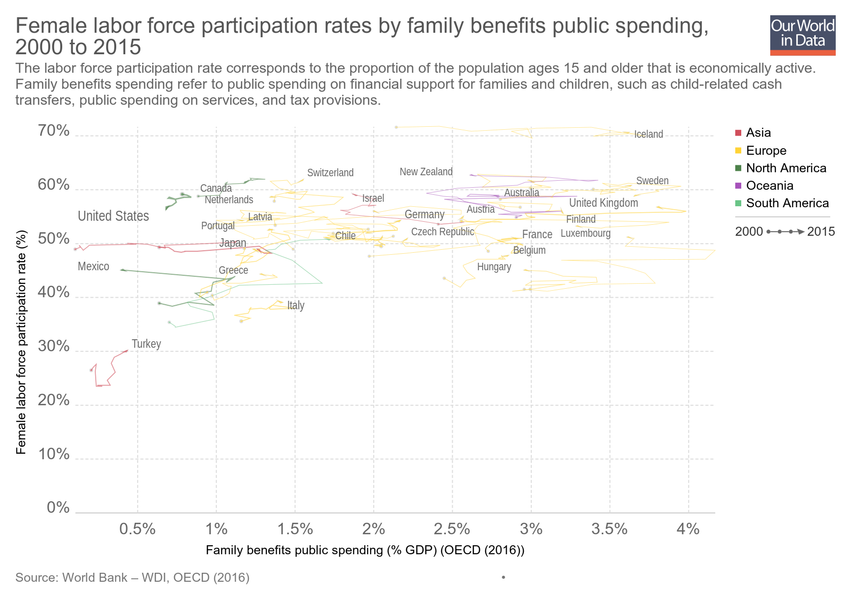 Female labor force participation rates by family benefits public spending,
2000 to 2015
Our World
in Data
The labor force participation rate corresponds to the proportion of the population ages 15 and older that is economically active.
Family benefits spending refer to public spending on financial support for families and children, such as child-related cash
transfers, public spending on services, and tax provisions.
70%
Iceland
Asia
Europe
North America
Oceania
South America
2000
2015
Switzerland
New Zealand
Sweden
60%
Canada
Netherlands
Israel
Australia
United Kingdom
United States
Latvia
Germany
Austria
Finland
Portugal
Czech Republic
Luxembourg
50%
Japan
Chile
France
Belgium
Mexico
Greece
Hungary
40%
Italy
30%
Turkey
20%
10%
0%
Female labor force participation rate (%)
0.5%
1%
1.5%
2%
2.5%
3%
3.5%
4%
Family benefits public spending (% GDP) (OECD (2016))
Source: World Bank – WDI, OECD (2016)